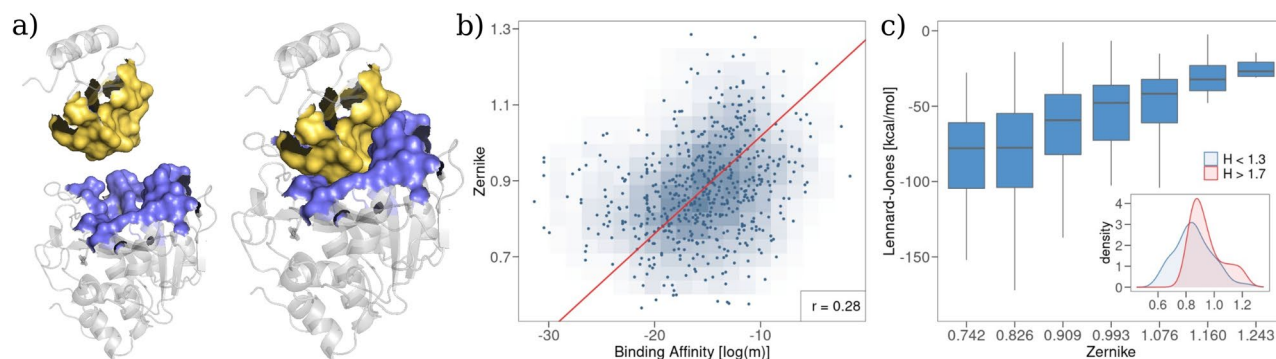 a)
b)
1.3
1.1
0.9
0.7
Zernike
-30
-20
-10
Binding Affinity [log(m)]
r = 0.28
c)
0
-50
-100
-150
Lennard-Jones [kcal/mol]
0.742 0.826 0.909 0.993 1.076 1.160 1.243
Zernike
H < 1.3
H > 1.7
4
3
2
1
0
density
0.6 0.8 1.0 1.2